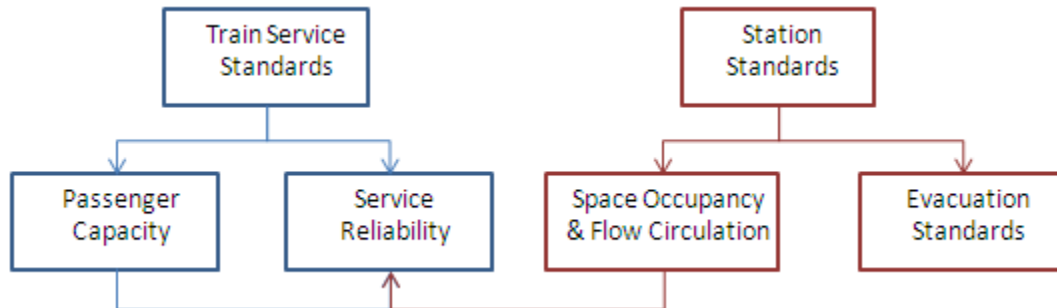 Train Service
Standards
Station
Standards
Passenger
Capacity
Service
Reliability
Space Occupancy
& Flow Circulation
Evacuation
Standards